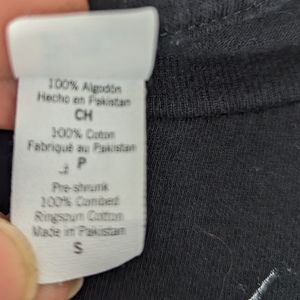 100% Algodón
Hecho en Pakistan
CH
100% Coton
Fabriqué au Pakistan
P
Pre-shrunk
100% Combed
Ringspun Cotton
Made in Pakistan
S